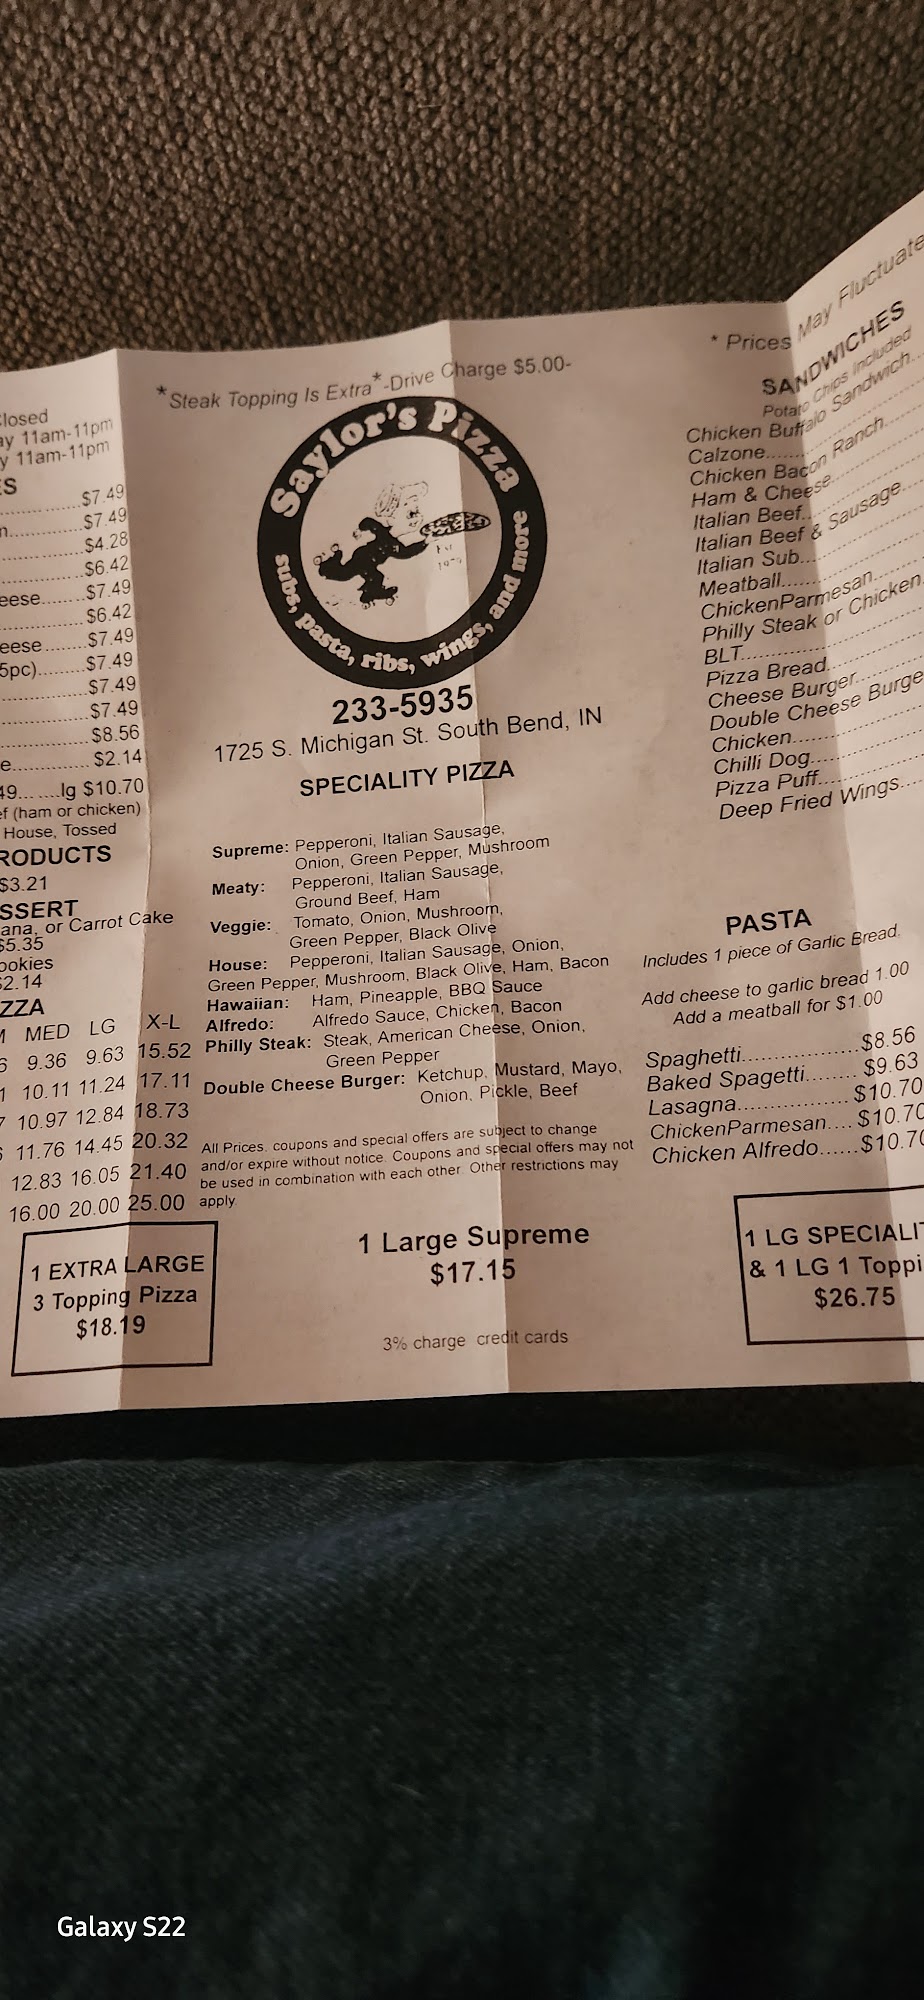 *Steak Topping Is Extra*-Drive Charge $5.00-
* Prices May Fluctuate
Closed
ay 11am-11pm
y 11am-11pm
ES
$7.49
n............$7.49
$4.28
$6.42
eese.......$7.49
$6.42
eese.......$7.49
5pc)......$7.49
$7.49
$7.49
$8.56
e............$2.14
49.......lg $10.70
ef (ham or chicken)
House, Tossed
RODUCTS
$3.21
SSERT
ana, or Carrot Cake
$5.35
ookies
$2.14
ZZA
M MED LG X-L
6 9.36 9.63 15.52
1 10.11 11.24 17.11
7 10.97 12.84 18.73
11.76 14.45 20.32
12.83 16.05 21.40
16.00 20.00 25.00
1 EXTRA LARGE
3 Topping Pizza
$18.19
Saylor's Pizza
subs, pasta, ribs, wings, and more
Est
1979
233-5935
1725 S. Michigan St. South Bend, IN
SPECIALITY PIZZA
Supreme: Pepperoni, Italian Sausage,
Onion, Green Pepper, Mushroom
Meaty: Pepperoni, Italian Sausage,
Ground Beef, Ham
Veggie: Tomato, Onion, Mushroom,
Green Pepper, Black Olive
House: Pepperoni, Italian Sausage, Onion,
Green Pepper, Mushroom, Black Olive, Ham, Bacon
Hawaiian: Ham, Pineapple, BBQ Sauce
Alfredo: Alfredo Sauce, Chicken, Bacon
Philly Steak: Steak, American Cheese, Onion,
Green Pepper
Double Cheese Burger: Ketchup, Mustard, Mayo,
Onion, Pickle, Beef
All Prices, coupons and special offers are subject to change
and/or expire without notice. Coupons and special offers may not
be used in combination with each other. Other restrictions may
apply.
1 Large Supreme
$17.15
3% charge credit cards
SANDWICHES
Potato Chips Included
Chicken Buffalo Sandwich...
Calzone......
Chicken Bacon Ranch.
Ham & Cheese
Italian Beef..
Italian Beef & Sausage....
Italian Sub...
Meatball......
ChickenParmesan....
Philly Steak or Chicken
BLT.........
Pizza Bread
Cheese Burger...
Double Cheese Burge
Chicken....
Chilli Dog....
Pizza Puff....
Deep Fried Wings....
PASTA
Includes 1 piece of Garlic Bread.
Add cheese to garlic bread 1.00
Add a meatball for $1.00
Spaghetti..................$8.56
Baked Spagetti........$9.63
Lasagna.................$10.70
ChickenParmesan....$10.70
Chicken Alfredo......$10.70
1 LG SPECIALIT
& 1 LG 1 Toppi
$26.75
Galaxy S22